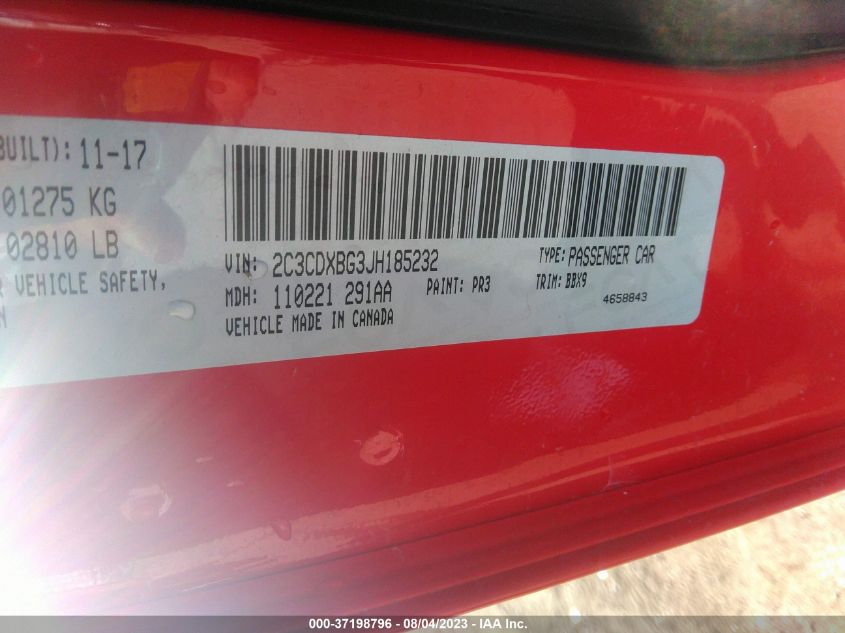 BUILT): 11-17
01275 KG
02810 LB
VEHICLE SAFETY,
N
VIN: 2C3CDXBG3JH185232
TYPE: PASSENGER CAR
MDH: 110221 291AA
PAINT: PR3
TRIM: BBX9
VEHICLE MADE IN CANADA
4658843
000-37198796 - 08/04/2023 - IAA Inc.